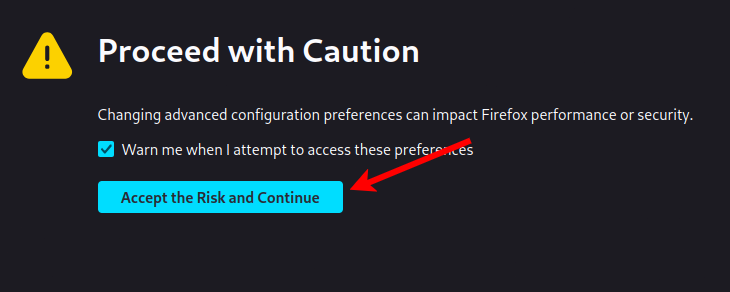 Proceed with Caution
Changing advanced configuration preferences can impact Firefox performance or security.
Warn me when I attempt to access these preferences
Accept the Risk and Continue